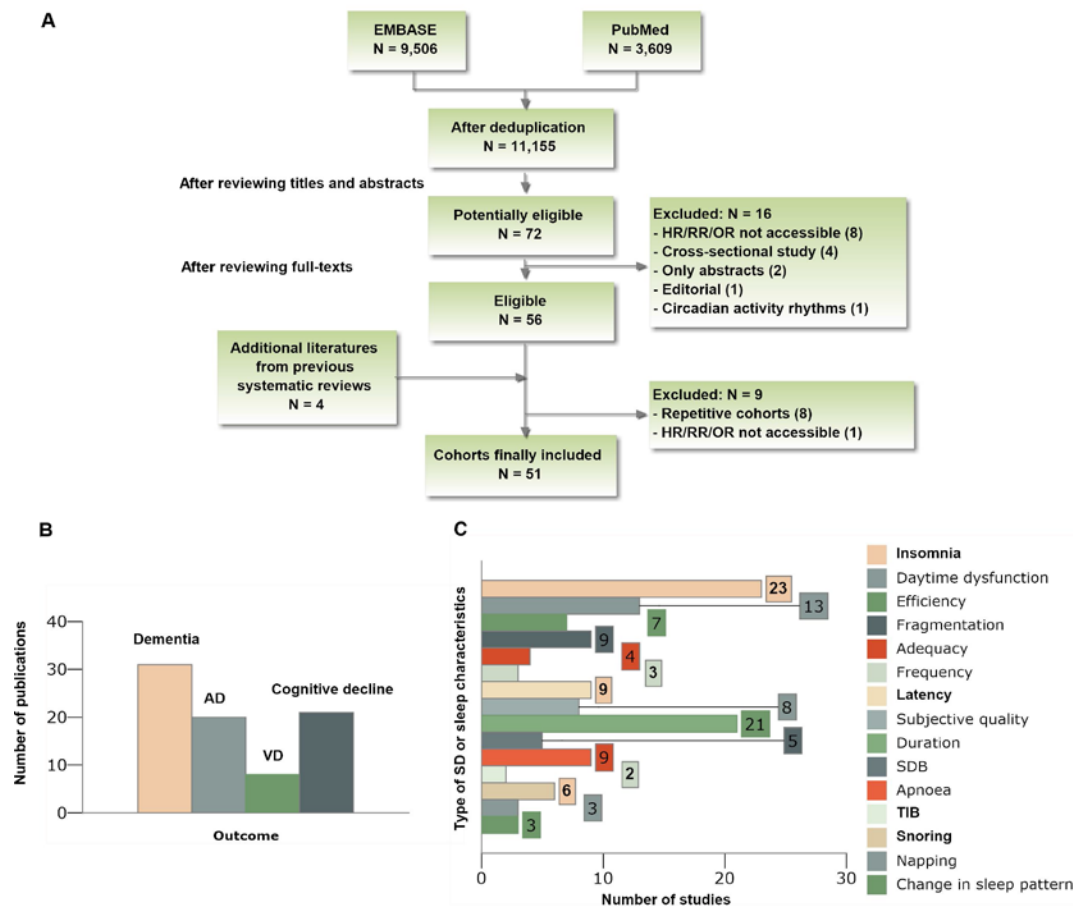 A
EMBASE
N = 9,506
PubMed
N = 3,609
After deduplication
N = 11,155
After reviewing titles and abstracts
Potentially eligible
N = 72
Excluded: N = 16
- HR/RR/OR not accessible (8)
- Cross-sectional study (4)
- Only abstracts (2)
- Editorial (1)
- Circadian activity rhythms (1)
After reviewing full-texts
Eligible
N = 56
Additional literatures
from previous
systematic reviews
N = 4
Excluded: N = 9
- Repetitive cohorts (8)
- HR/RR/OR not accessible (1)
Cohorts finally included
N = 51
B
Number of publications
40
30
20
10
0
Dementia
AD
VD
Cognitive decline
Outcome
C
Type of SD or sleep characteristics
23
13
7
9
4
3
9
8
21
5
9
2
6
3
3
0
10
20
30
Number of studies
Insomnia
Daytime dysfunction
Efficiency
Fragmentation
Adequacy
Frequency
Latency
Subjective quality
Duration
SDB
Apnoea
TIB
Snoring
Napping
Change in sleep pattern